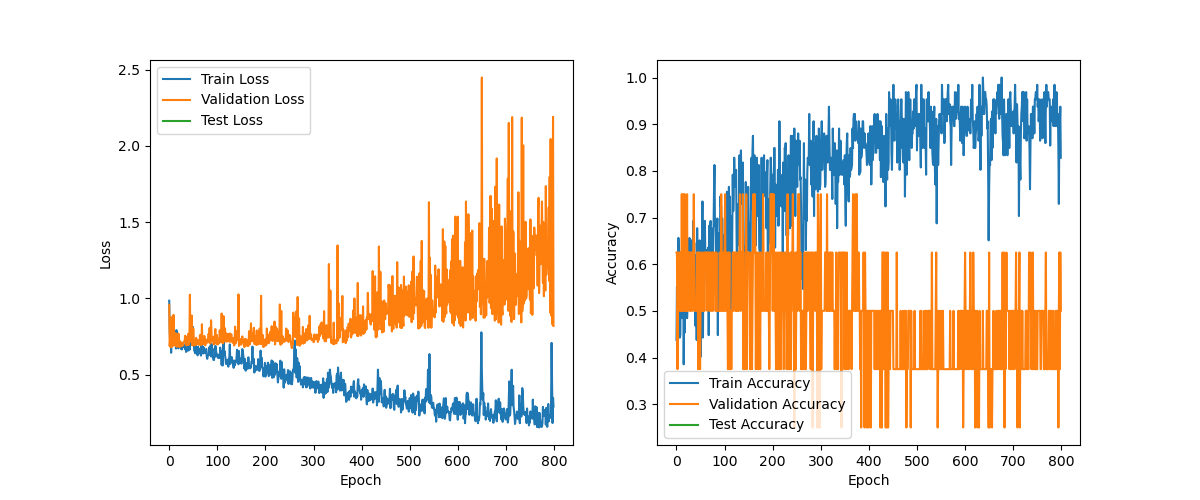 Train Loss
Validation Loss
Test Loss
2.5
2.0
1.5
1.0
0.5
Loss
0 100 200 300 400 500 600 700 800
Epoch
1.0
0.9
0.8
0.7
0.6
0.5
0.4
0.3
Accuracy
Train Accuracy
Validation Accuracy
Test Accuracy
0 100 200 300 400 500 600 700 800
Epoch